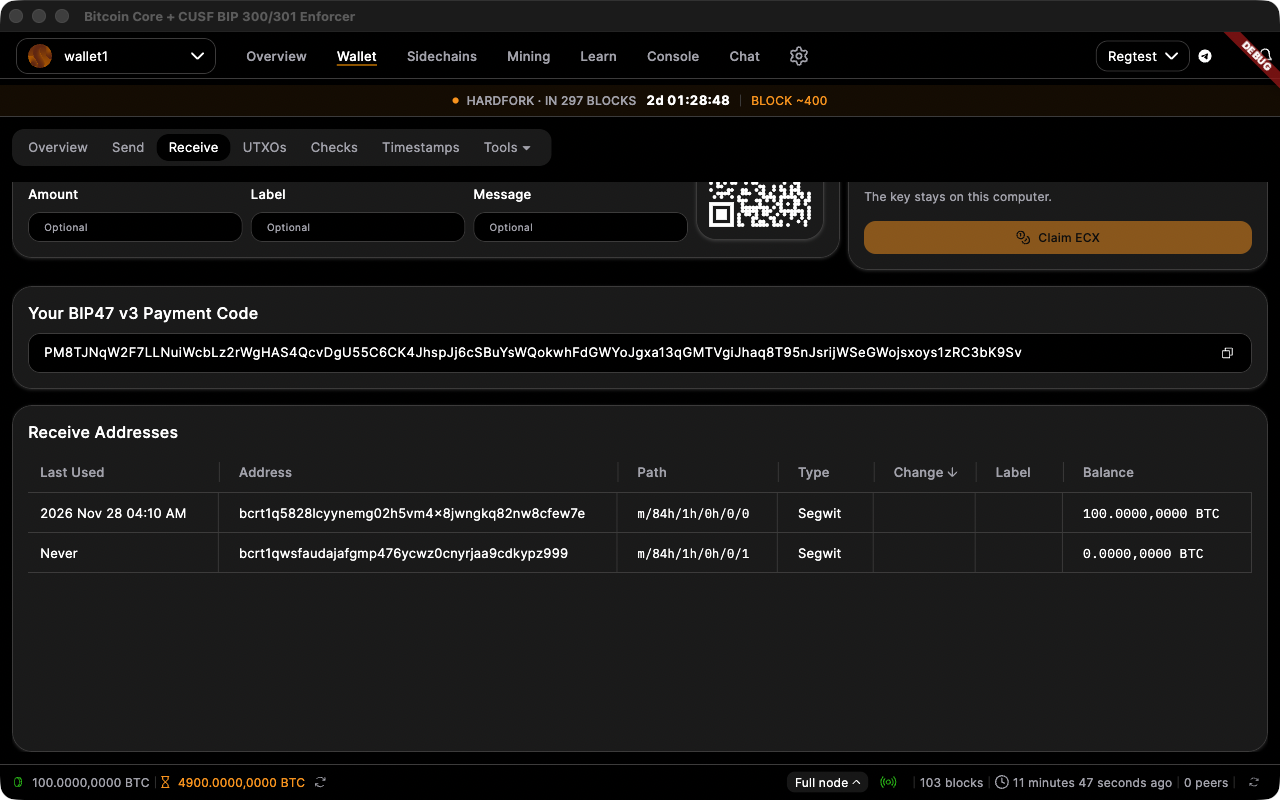 Bitcoin Core + CUSF BIP 300/301 Enforcer
wallet1
Overview Wallet Sidechains Mining Learn Console Chat
Regtest
DEBUG
HARDFORK · IN 297 BLOCKS 2d 01:28:48 BLOCK ~400
Overview Send Receive UTXOs Checks Timestamps Tools
Amount Label Message
Optional Optional Optional
The key stays on this computer.
Claim ECX
Your BIP47 v3 Payment Code
PM8TJNqW2F7LLNuiWcbLz2rWgHAS4QcvDgU55C6CK4JhspJj6cSBuYsWQokwhFdGWYoJgxa13qGMTVgiJhaq8T95nJsrijWSeGWojsxoys1zRC3bK9Sv
Receive Addresses
Last Used Address Path Type Change ↓ Label Balance
2026 Nov 28 04:10 AM bcrt1q5828lcyynemg02h5vm4×8jwngkq82nw8cfew7e m/84h/1h/0h/0/0 Segwit 100.0000,0000 BTC
Never bcrt1qwsfaudajafgmp476ycwz0cnyrjaa9cdkypz999 m/84h/1h/0h/0/1 Segwit 0.0000,0000 BTC
100.0000,0000 BTC 4900.0000,0000 BTC Full node 103 blocks 11 minutes 47 seconds ago 0 peers